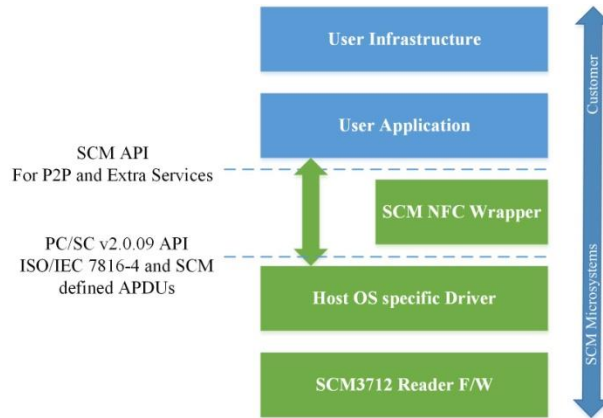 User Infrastructure
User Application
SCM API
For P2P and Extra Services
SCM NFC Wrapper
PC/SC v2.0.09 API
ISO/IEC 7816-4 and SCM
defined APDUs
Host OS specific Driver
SCM3712 Reader F/W
Customer
SCM Microsystems